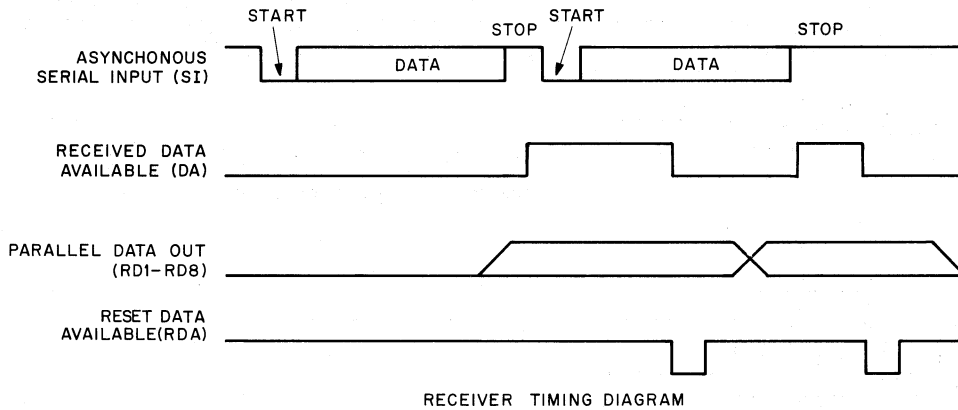 START
STOP
START
STOP
ASYNCHONOUS
SERIAL INPUT (SI)
DATA
DATA
RECEIVED DATA
AVAILABLE (DA)
PARALLEL DATA OUT
(RD1-RD8)
RESET DATA
AVAILABLE(RDA)
RECEIVER TIMING DIAGRAM